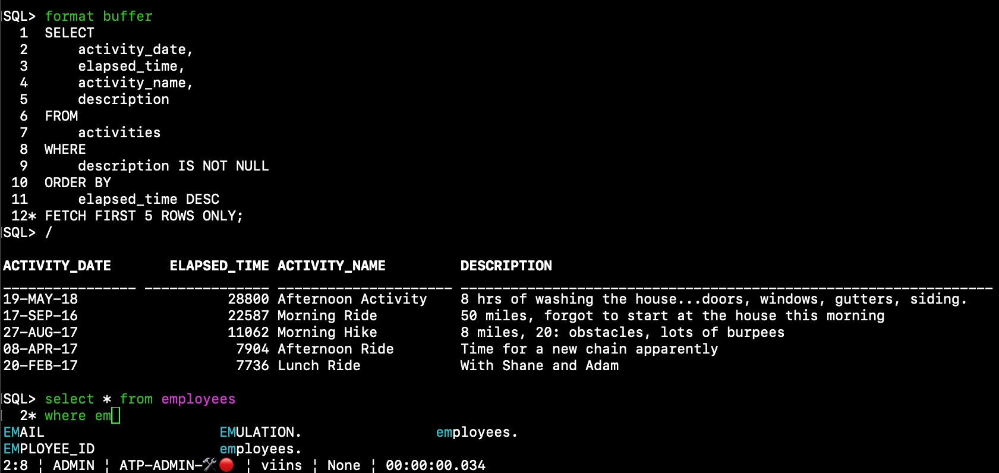 SQL> format buffer
  1  SELECT
  2      activity_date,
  3      elapsed_time,
  4      activity_name,
  5      description
  6  FROM
  7      activities
  8  WHERE
  9      description IS NOT NULL
 10  ORDER BY
 11      elapsed_time DESC
 12* FETCH FIRST 5 ROWS ONLY;
SQL> /
ACTIVITY_DATE       ELAPSED_TIME ACTIVITY_NAME         DESCRIPTION
________________ _______________ _____________________ ________________________________________________________________
19-MAY-18                  28800 Afternoon Activity    8 hrs of washing the house...doors, windows, gutters, siding.
17-SEP-16                  22587 Morning Ride          50 miles, forgot to start at the house this morning
27-AUG-17                  11062 Morning Hike          8 miles, 20: obstacles, lots of burpees
08-APR-17                   7904 Afternoon Ride        Time for a new chain apparently
20-FEB-17                   7736 Lunch Ride            With Shane and Adam
SQL> select * from employees
  2* where em
EMAIL                     EMULATION.                employees.
EMPLOYEE_ID               employees.
2:8 ¦ ADMIN ¦ ATP-ADMIN-🛠🔴 ¦ viins ¦ None ¦ 00:00:00.034